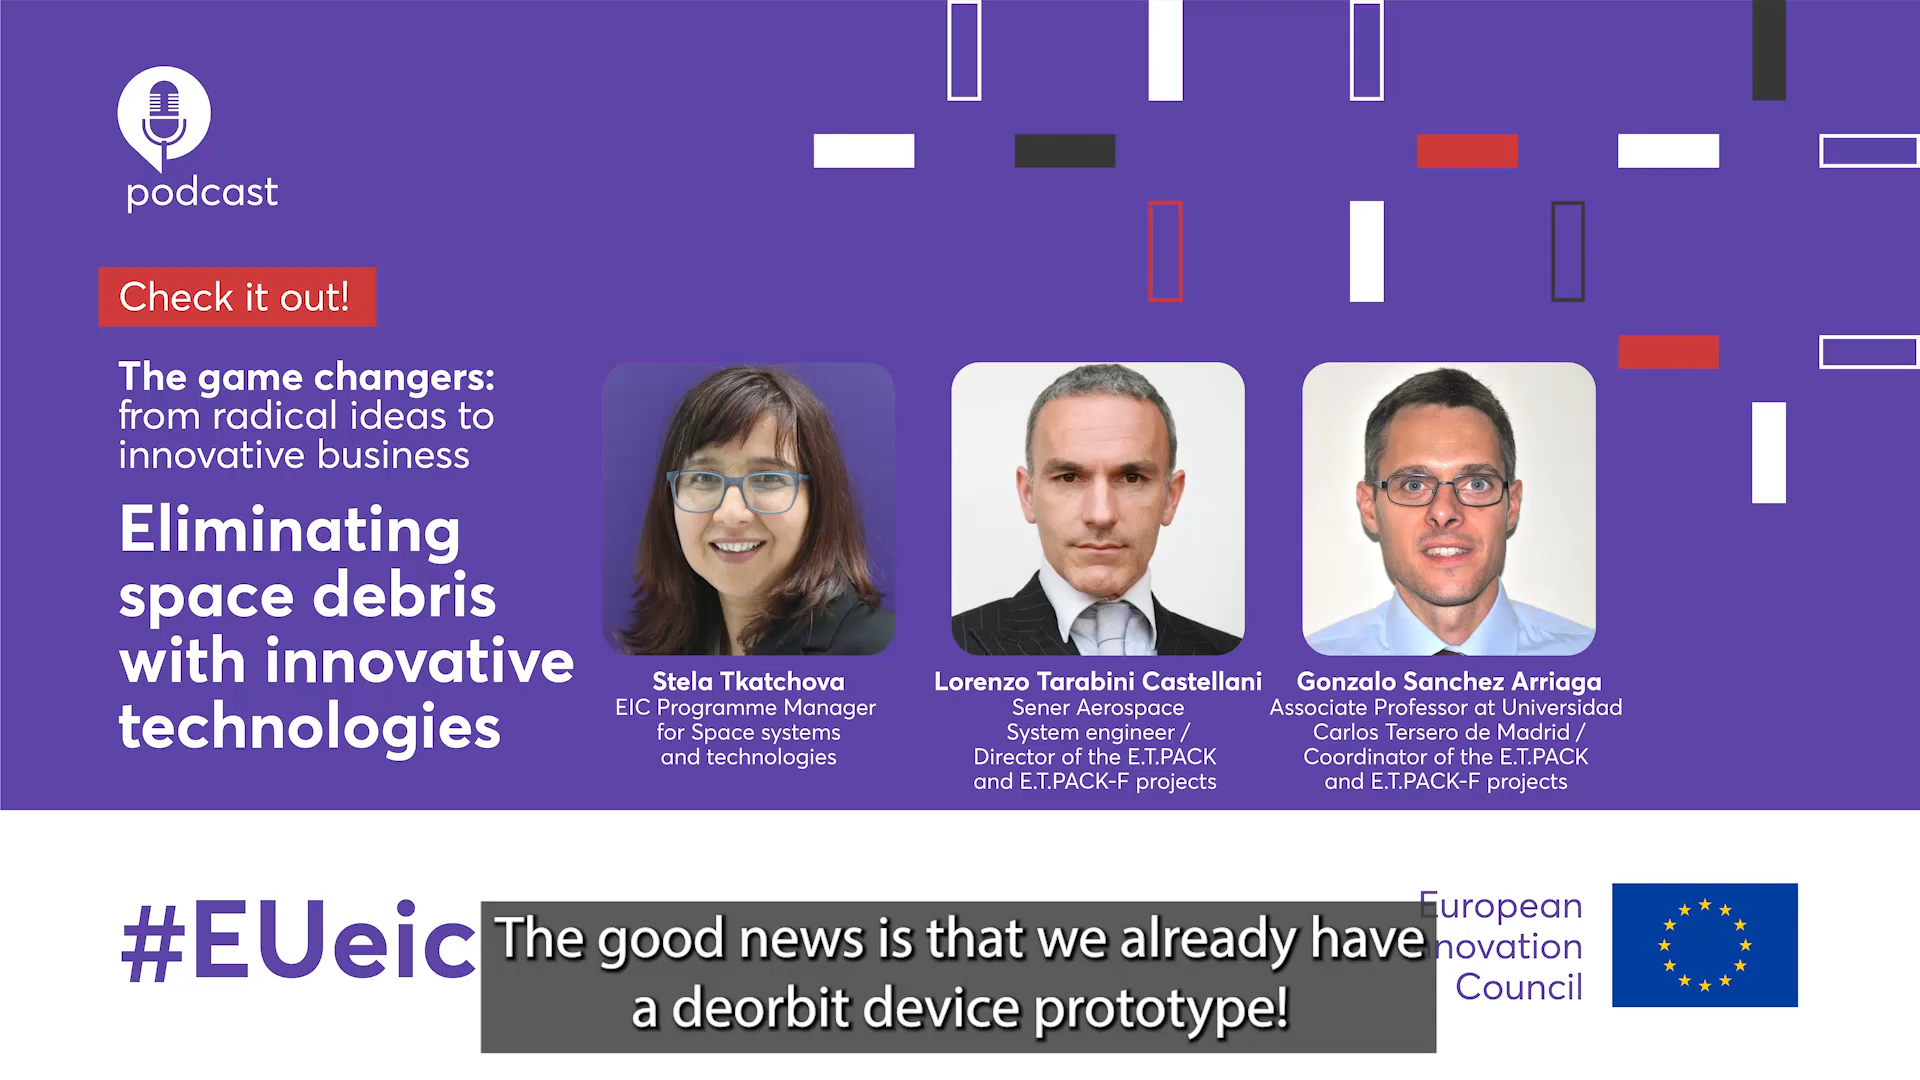 podcast
Check it out!
The game changers:
from radical ideas to
innovative business
Eliminating
space debris
with innovative
technologies
Stela Tkatchova
EIC Programme Manager
for Space systems
and technologies
Lorenzo Tarabini Castellani
Sener Aerospace
System engineer /
Director of the E.T.PACK
and E.T.PACK-F projects
Gonzalo Sanchez Arriaga
Associate Professor at Universidad
Carlos Tersero de Madrid /
Coordinator of the E.T.PACK
and E.T.PACK-F projects
#EUeic
The good news is that we already have
a deorbit device prototype!
European
novation
Council